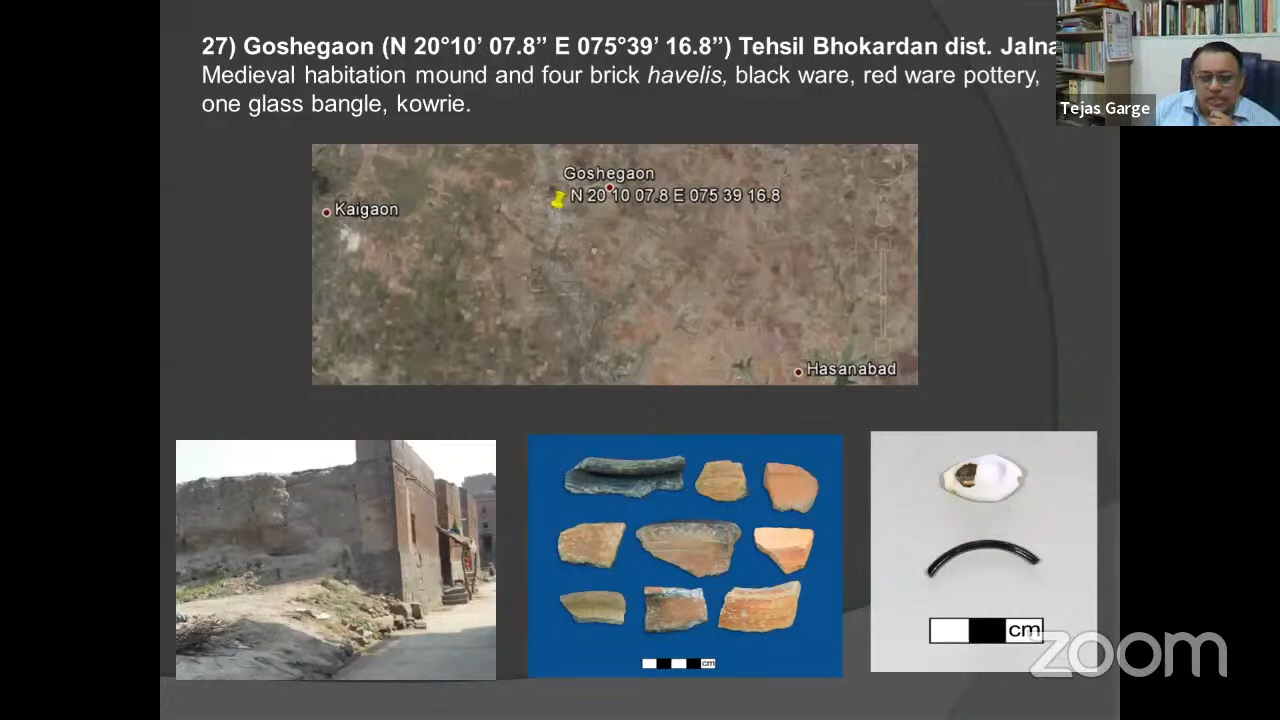 27) Goshegaon (N 20°10’ 07.8” E 075°39’ 16.8”) Tehsil Bhokardan dist. Jalna
Medieval habitation mound and four brick havelis, black ware, red ware pottery,
one glass bangle, kowrie.
Tejas Garge
Goshegaon
N 20 10 07.8 E 075 39 16.8
Kaigaon
Hasanabad
cm
cm
zoom